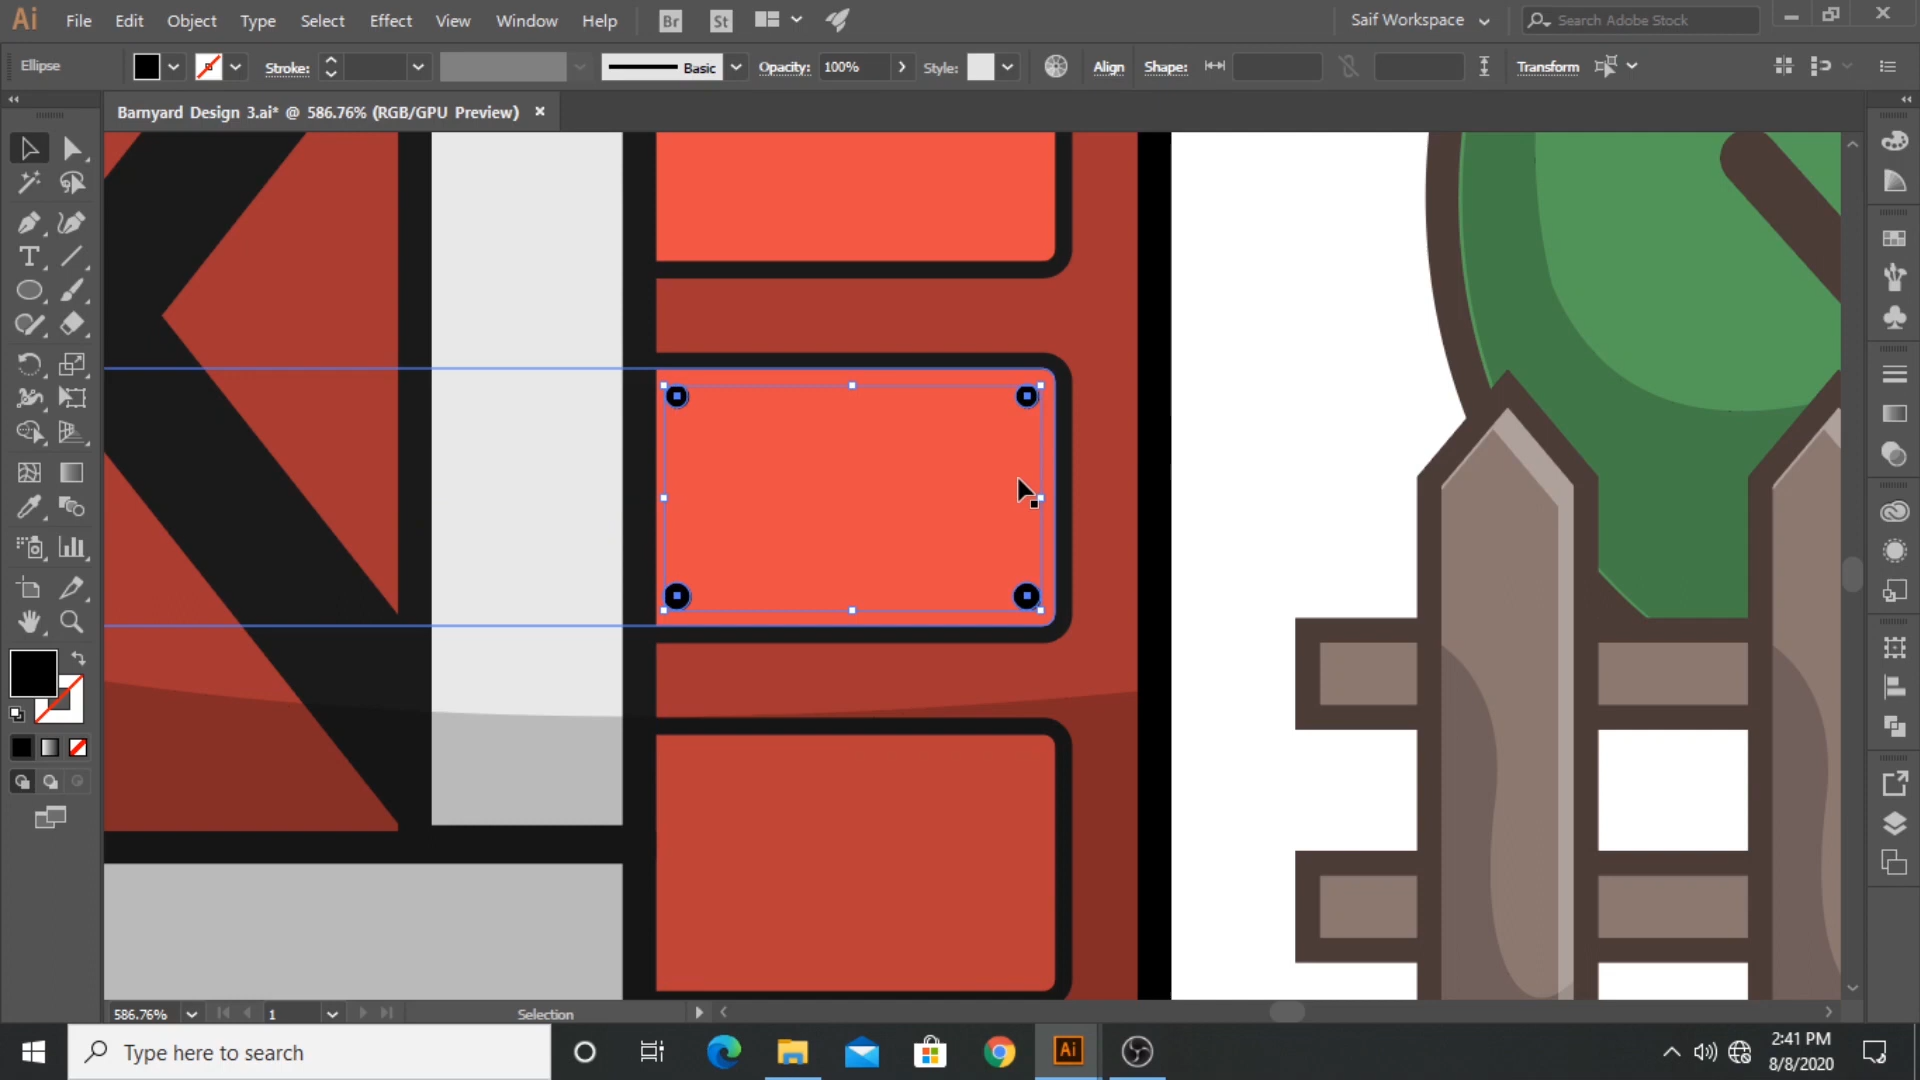 Ai File Edit Object Type Select Effect View Window Help Br St Saif Workspace Search Adobe Stock
Ellipse Stroke: Basic Opacity: 100% Style: Align Shape: Transform
Barnyard Design 3.ai* @ 586.76% (RGB/GPU Preview) ×
586.76% 1 Selection
Type here to search Ai 2:41 PM
8/8/2020